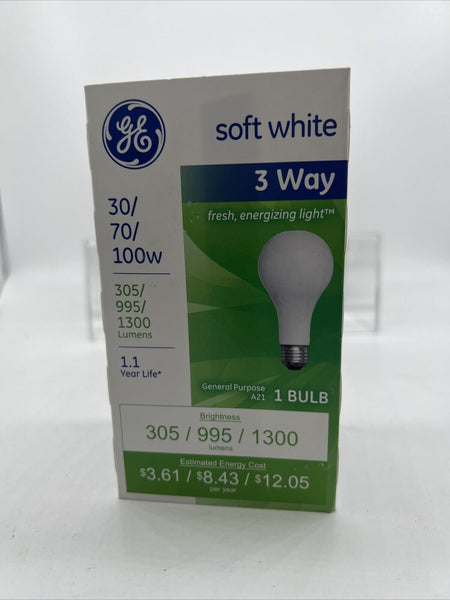 GE
soft white
3 Way
fresh, energizing light™
30/
70/
100w
305/
995/
1300
Lumens
1.1
Year Life*
General Purpose
A21
1 BULB
Brightness
305 / 995 / 1300
lumens
Estimated Energy Cost
$3.61 / $8.43 / $12.05
per year